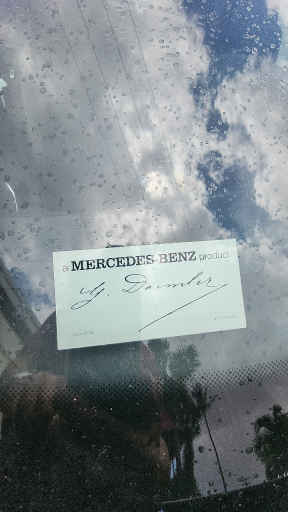 a MERCEDES-BENZ product
G. Daimler